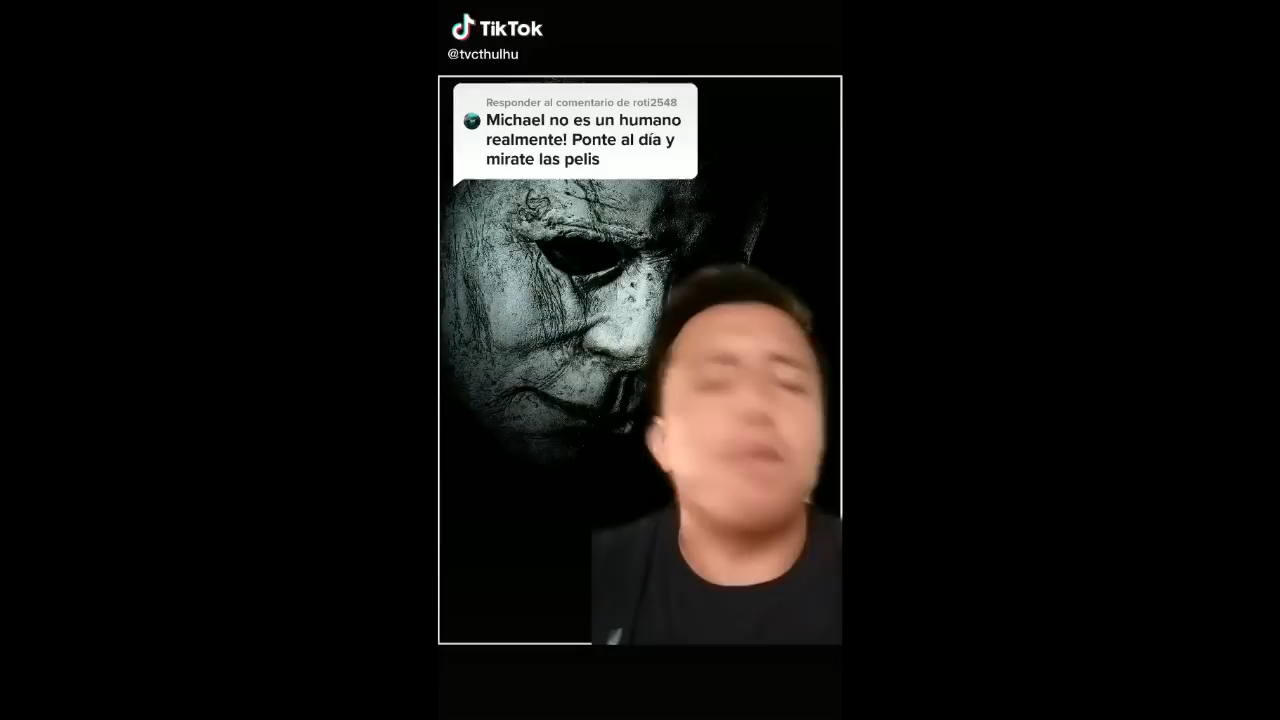 TikTok
@tvcthulhu
Responder al comentario de roti2548
Michael no es un humano
realmente! Ponte al día y
mirate las pelis